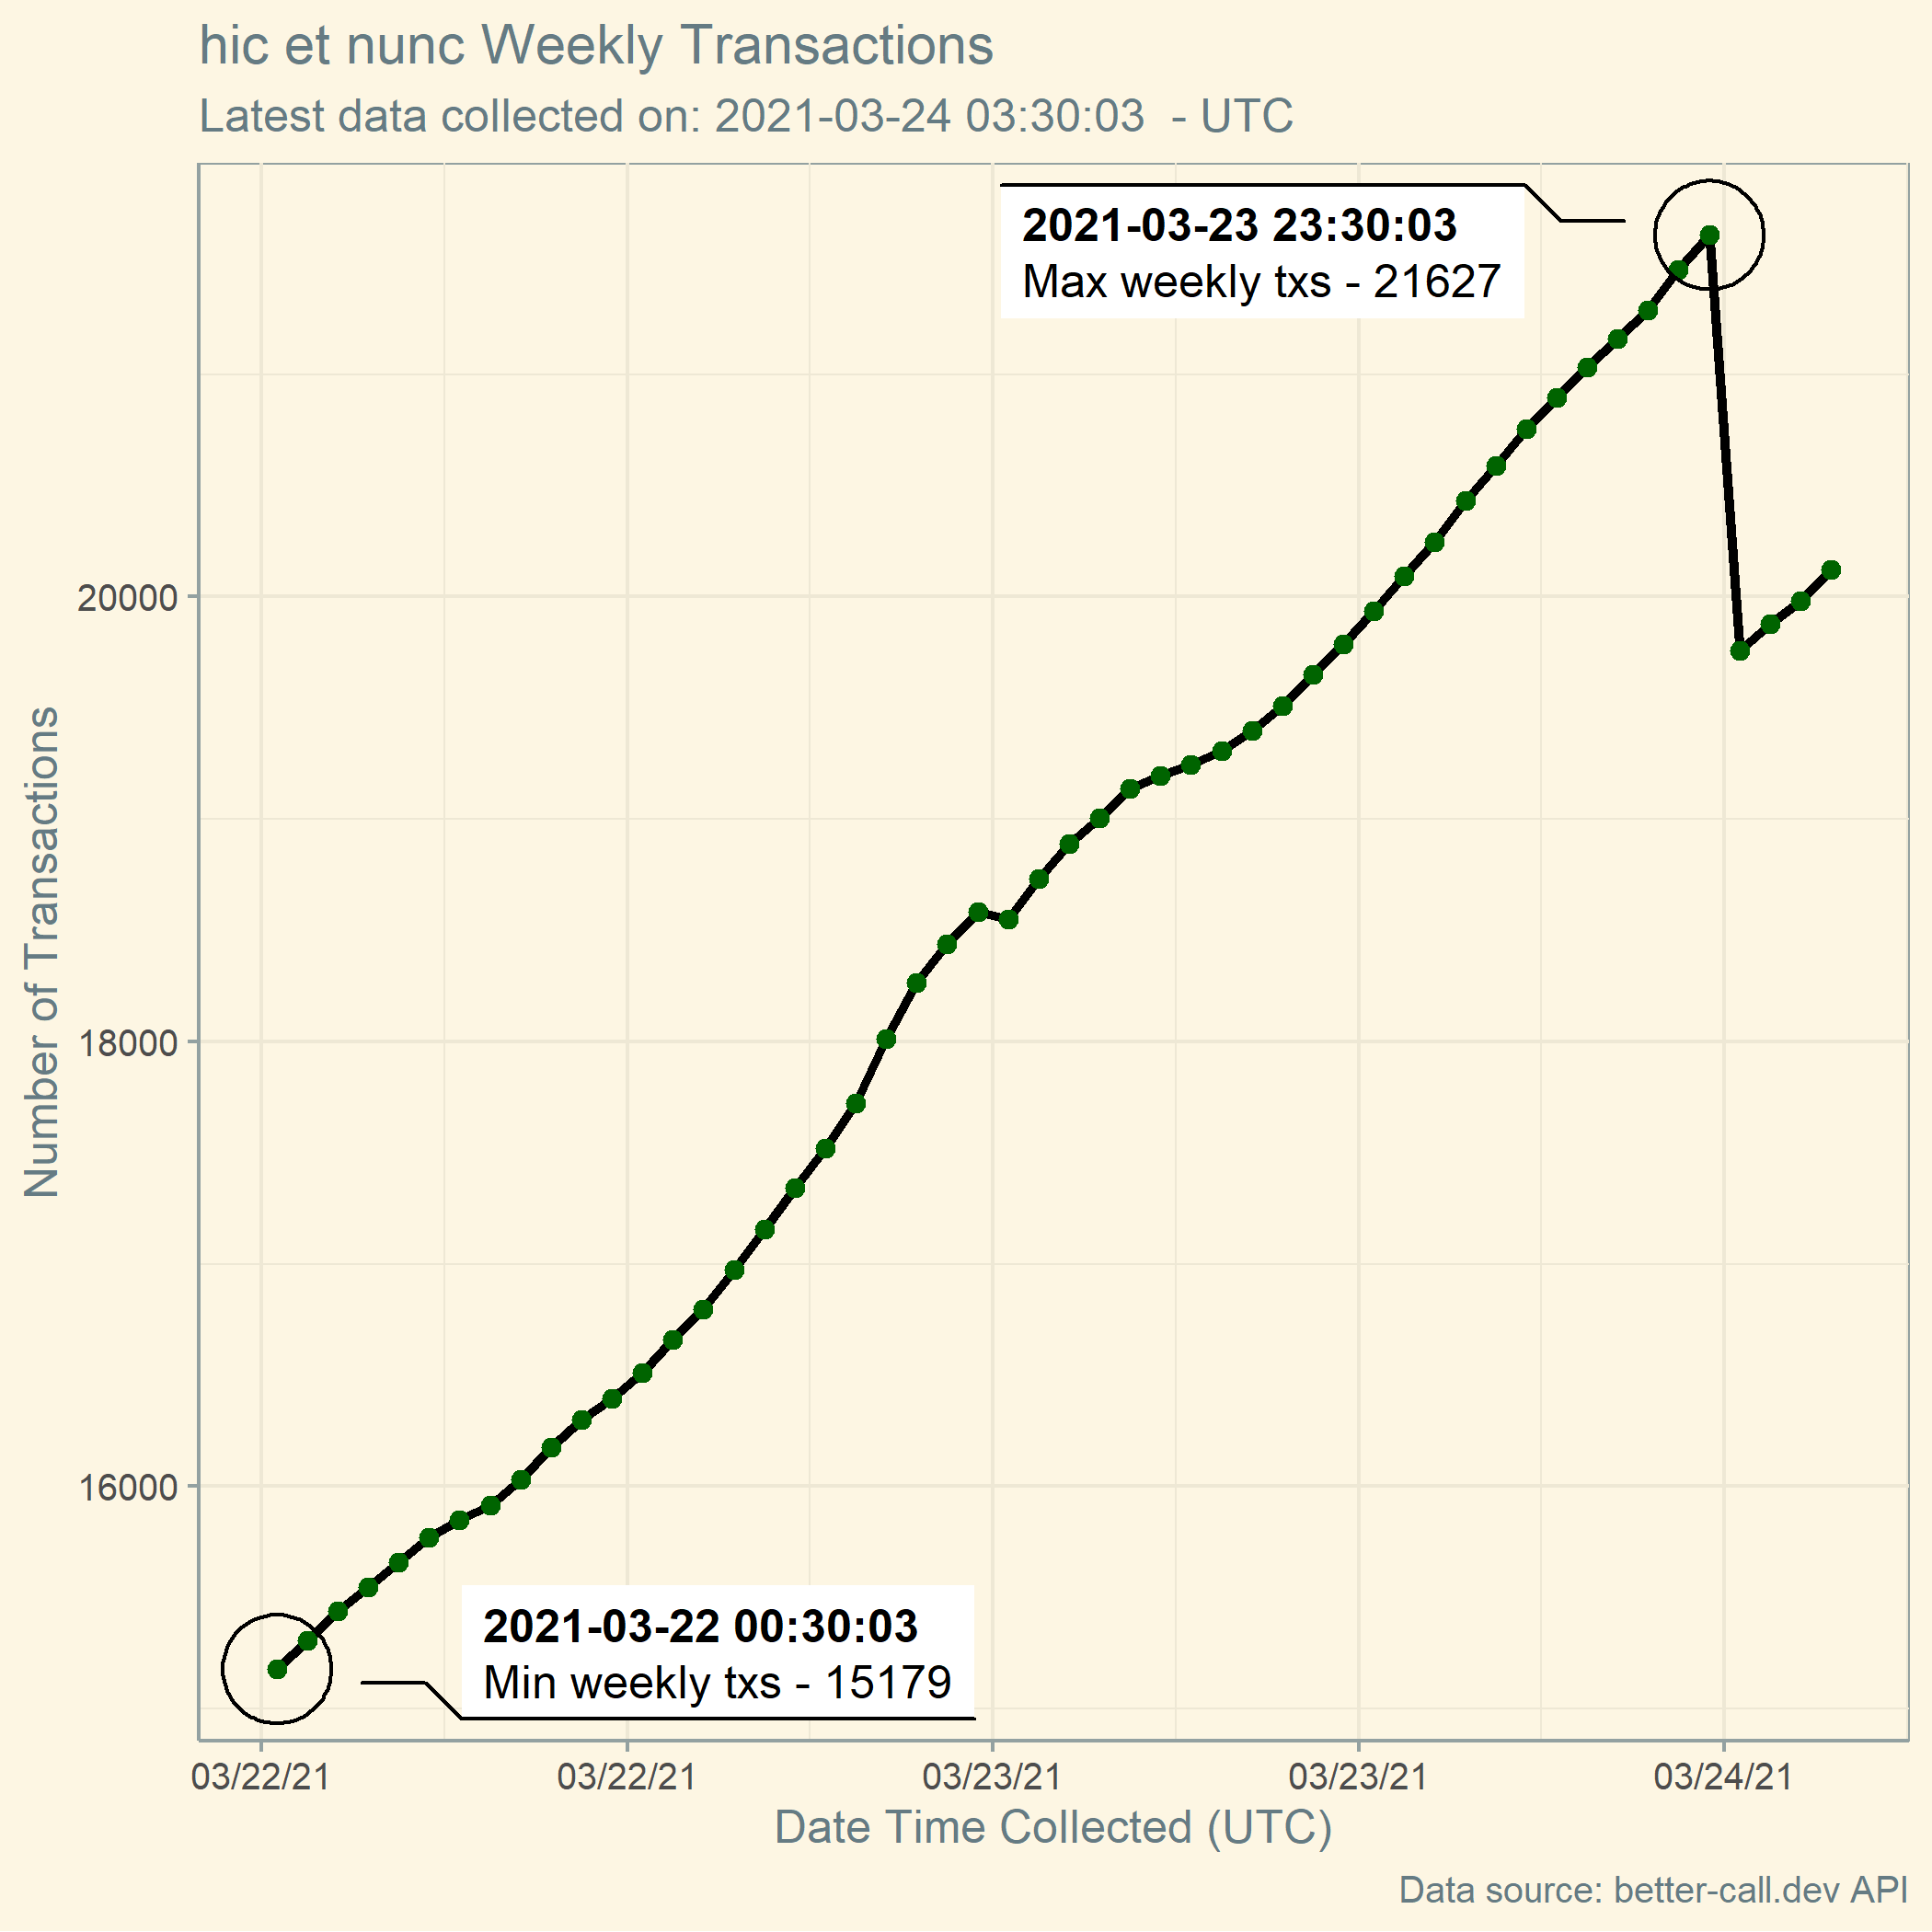 hic et nunc Weekly Transactions
Latest data collected on: 2021-03-24 03:30:03  - UTC
2021-03-23 23:30:03
Max weekly txs - 21627
20000
18000
16000
Number of Transactions
2021-03-22 00:30:03
Min weekly txs - 15179
03/22/21 03/22/21 03/23/21 03/23/21 03/24/21
Date Time Collected (UTC)
Data source: better-call.dev API